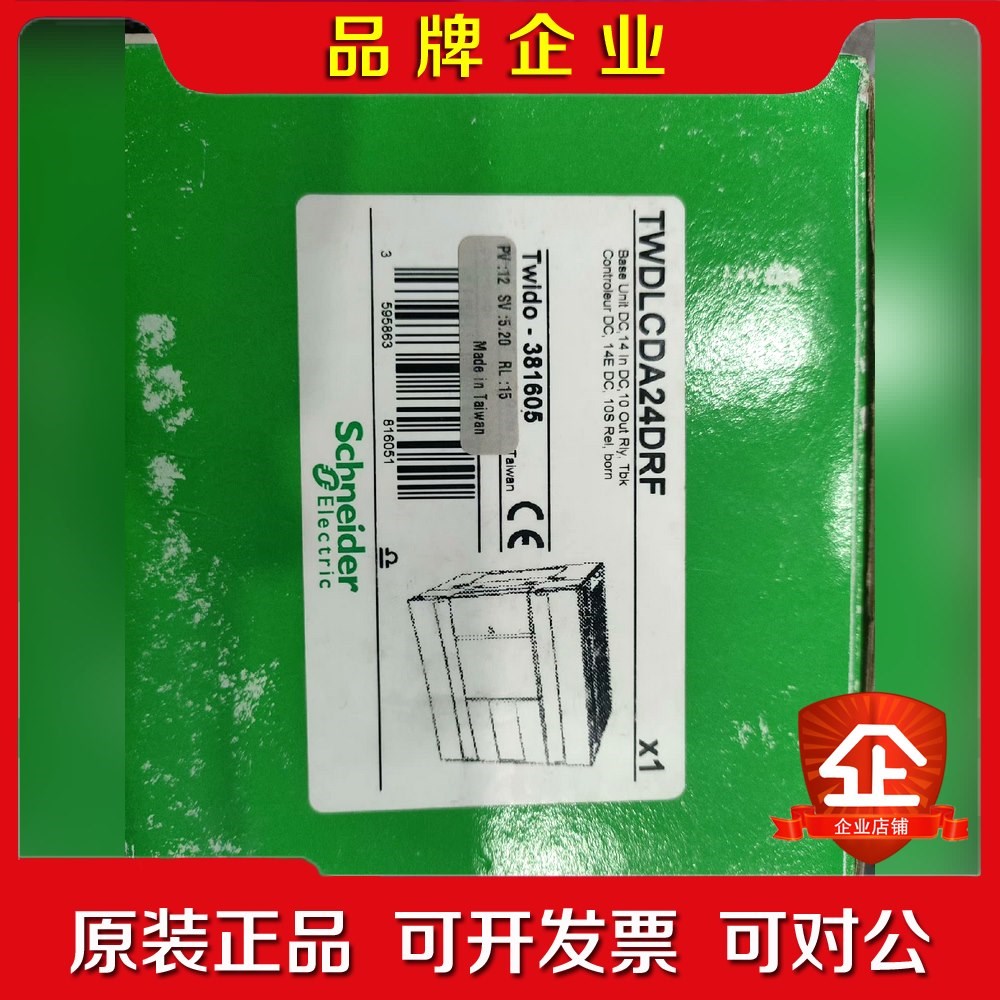 品牌企业
TWDLCDA24DRF
x1
Base Unit DC,14 In DC,10 Out Rly, Tbk
Controleur DC, 14E DC, 10S Rel, born
Twido - 381605
PV :12 SV :5.20 RL :15
Made in Taiwan
Taiwan
CE
3 595863 816051
Schneider
Electric
企
企业店铺
原装正品 可开发票 可对公